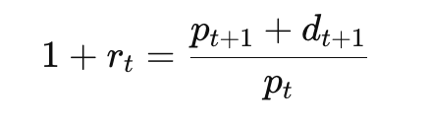 1 + r_t = \frac{p_{t+1} + d_{t+1}}{p_t}